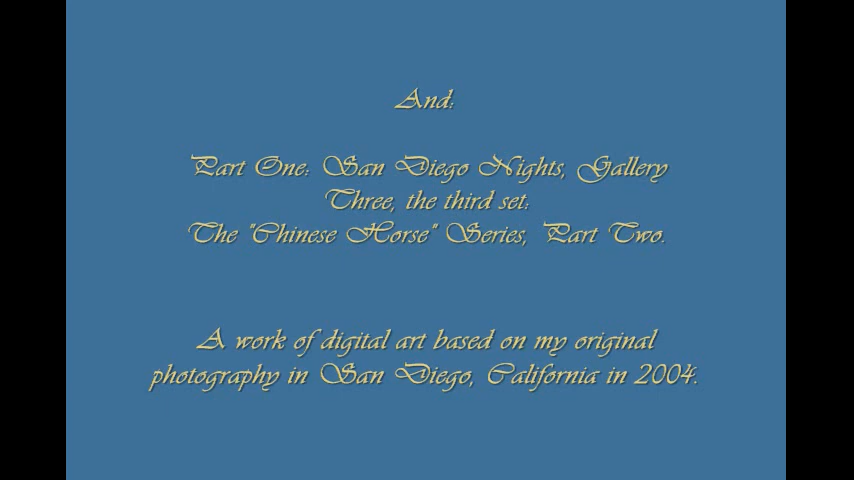 And:
Part One: San Diego Nights, Gallery
Three, the third set:
The "Chinese Horse" Series, Part Two.
A work of digital art based on my original
photography in San Diego, California in 2004.